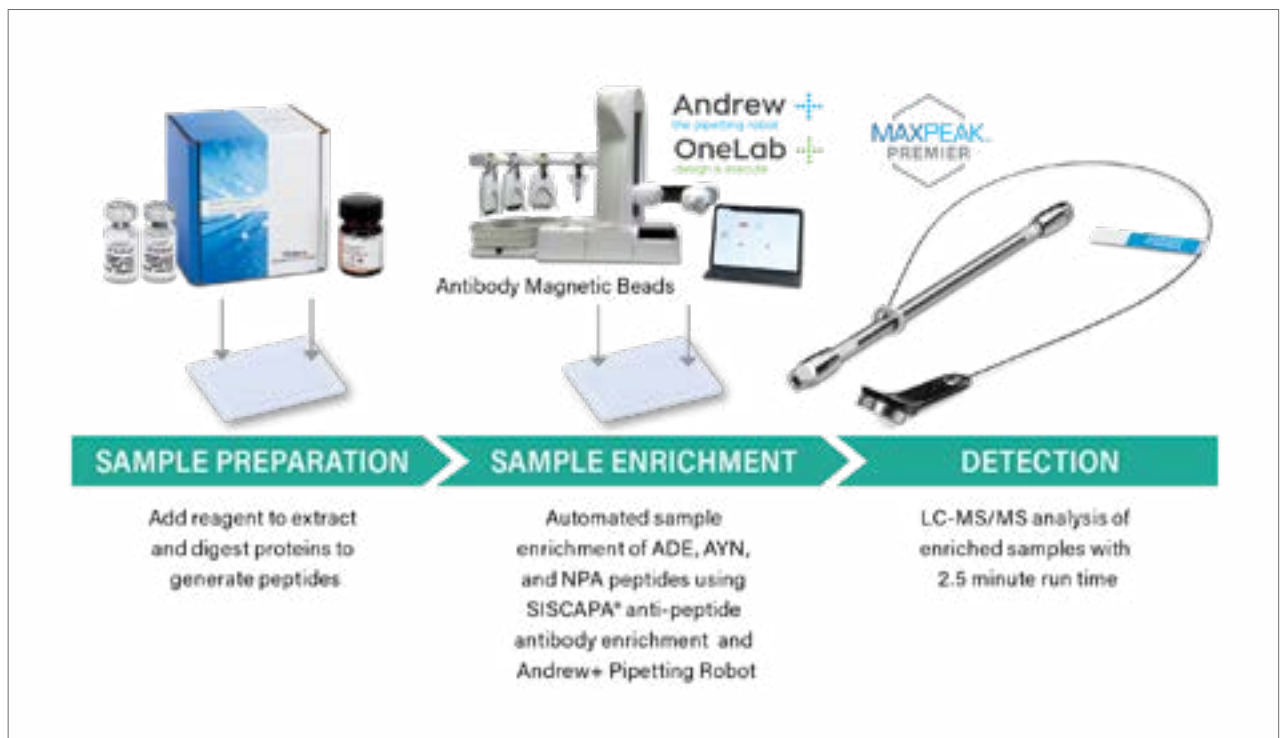 Andrew
the pipetting robot
OneLab
design & execute
MAXPEAK
PREMIER
Antibody Magnetic Beads
SAMPLE PREPARATION
SAMPLE ENRICHMENT
DETECTION
Add reagent to extract
and digest proteins to
generate peptides
Automated sample
enrichment of ADE, AYN,
and NPA peptides using
SISCAPA® anti-peptide
antibody enrichment and
Andrew+ Pipetting Robot
LC-MS/MS analysis of
enriched samples with
2.5 minute run time